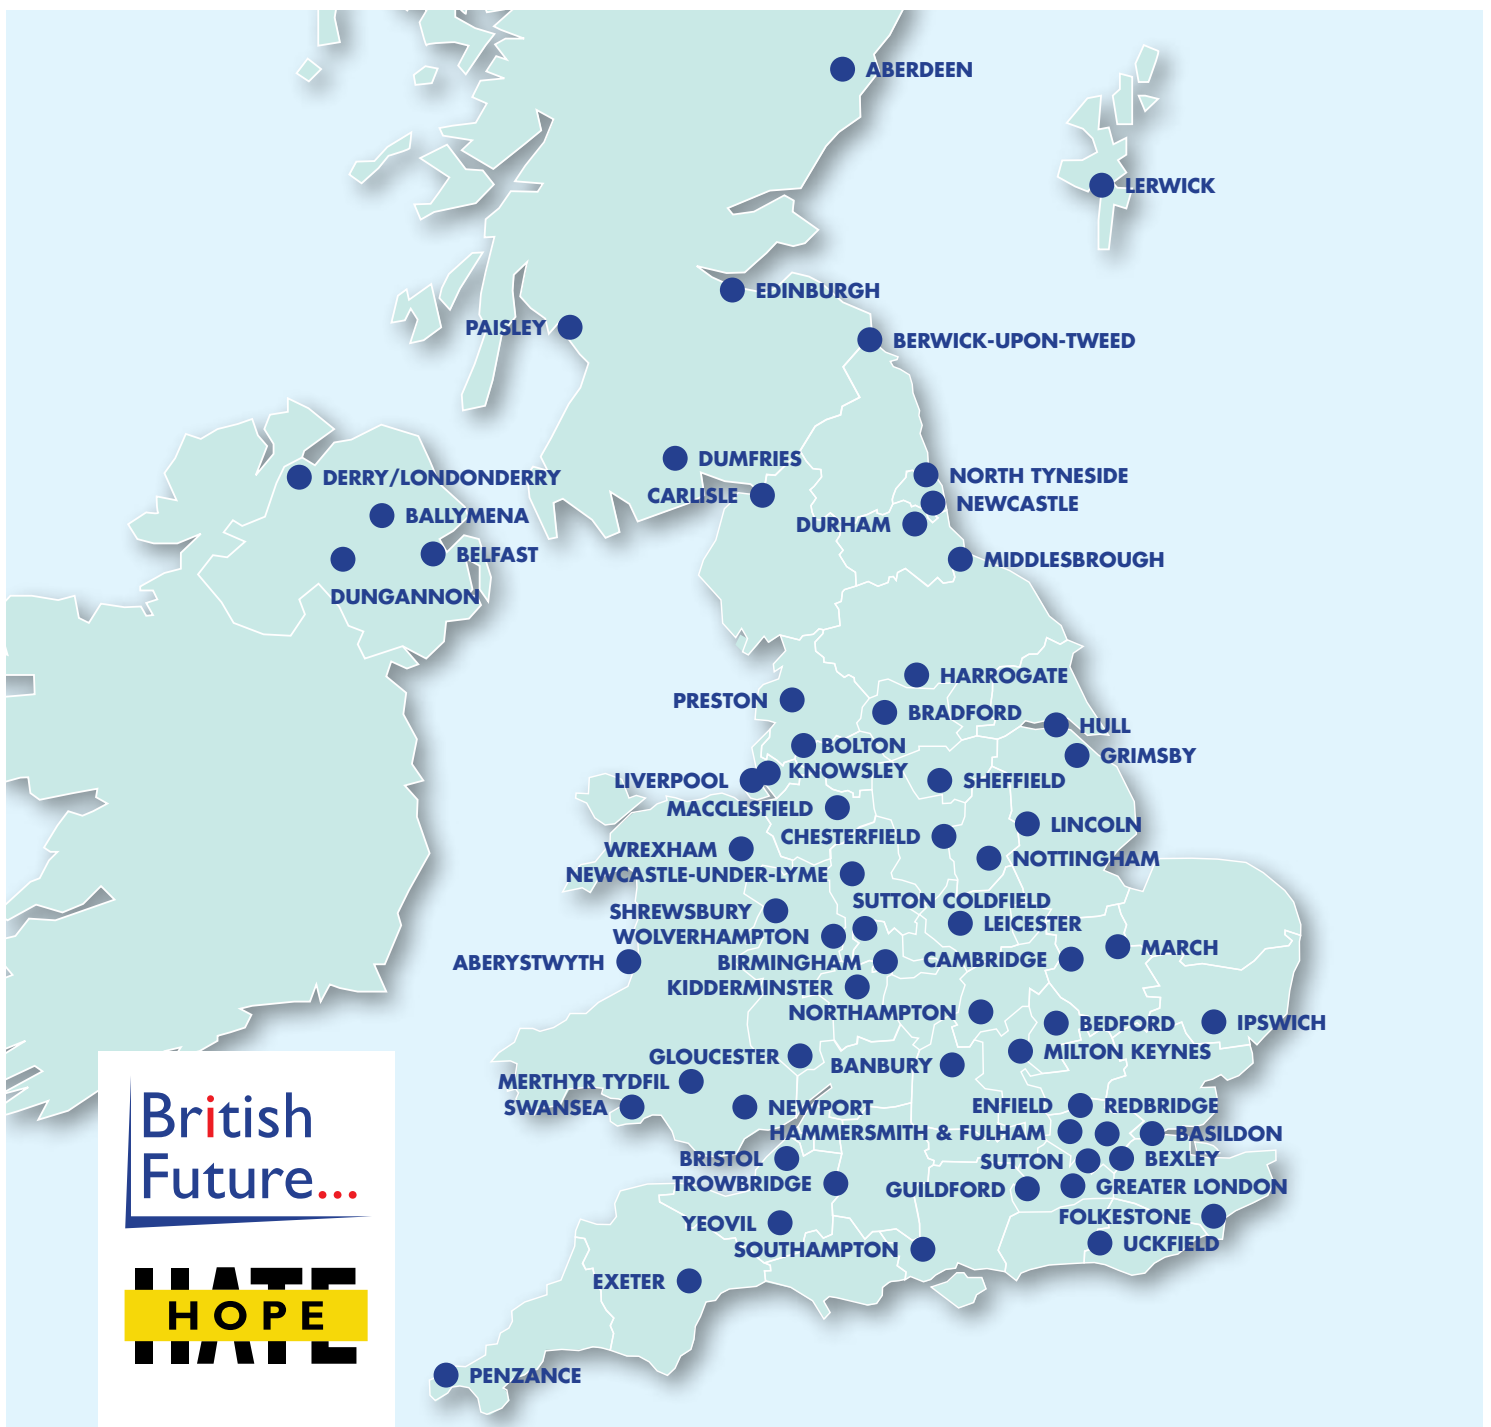 ABERDEEN
LERWICK
EDINBURGH
PAISLEY
BERWICK-UPON-TWEED
DUMFRIES
CARLISLE
NORTH TYNESIDE
NEWCASTLE
DURHAM
MIDDLESBROUGH
DERRY/LONDONDERRY
BALLYMENA
BELFAST
DUNGANNON
HARROGATE
PRESTON
BRADFORD
HULL
BOLTON
GRIMSBY
KNOWSLEY
LIVERPOOL
SHEFFIELD
MACCLESFIELD
LINCOLN
CHESTERFIELD
WREXHAM
NOTTINGHAM
NEWCASTLE-UNDER-LYME
SUTTON COLDFIELD
SHREWSBURY
LEICESTER
WOLVERHAMPTON
MARCH
ABERYSTWYTH
BIRMINGHAM
CAMBRIDGE
KIDDERMINSTER
NORTHAMPTON
BEDFORD
IPSWICH
GLOUCESTER
BANBURY
MILTON KEYNES
MERTHYR TYDFIL
SWANSEA
NEWPORT
ENFIELD
REDBRIDGE
HAMMERSMITH & FULHAM
BASILDON
BRISTOL
SUTTON
BEXLEY
TROWBRIDGE
GUILDFORD
GREATER LONDON
YEOVIL
FOLKESTONE
SOUTHAMPTON
UCKFIELD
EXETER
PENZANCE
British
Future...
HATE
HOPE